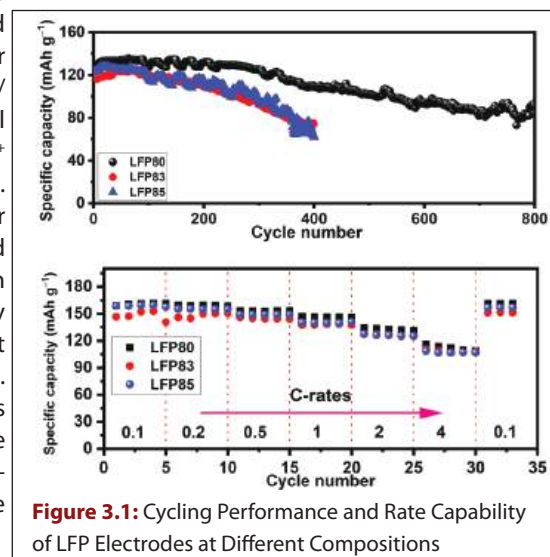 d
r
y
l
+
.
r
d
n
y
t
.
s
e
-
e
Specific capacity (mAh g⁻¹)
160
120
80
40
0
LFP80
LFP83
LFP85
0 200 400 600 800
Cycle number
Specific capacity (mAh g⁻¹)
180
150
120
90
60
30
0
LFP80
LFP83
LFP85
C-rates
0.1 0.2 0.5 1 2 4 0.1
0 5 10 15 20 25 30 35
Cycle number
Figure 3.1: Cycling Performance and Rate Capability
of LFP Electrodes at Different Compositions